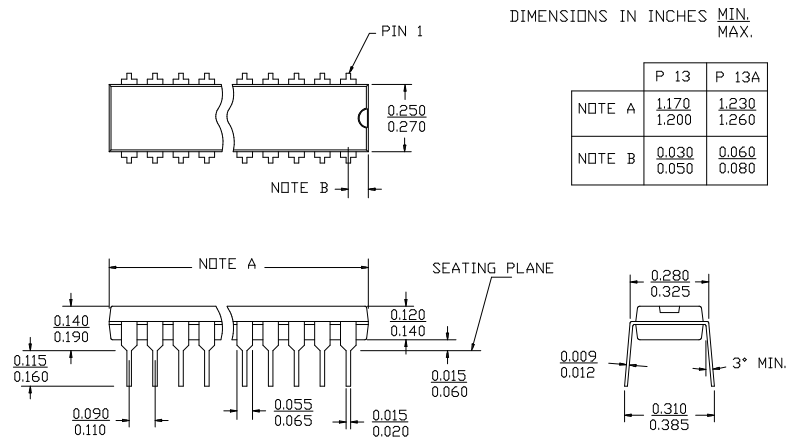 DIMENSIONS IN INCHES MIN.
MAX.
PIN 1
P 13 P 13A
NOTE A 1.170 1.230
1.200 1.260
NOTE B 0.030 0.060
0.050 0.080
0.250
0.270
NOTE B
NOTE A
SEATING PLANE
0.140
0.190
0.120
0.140
0.115
0.160
0.015
0.060
0.090
0.110
0.055
0.065
0.015
0.020
0.280
0.325
0.009
0.012
3° MIN.
0.310
0.385